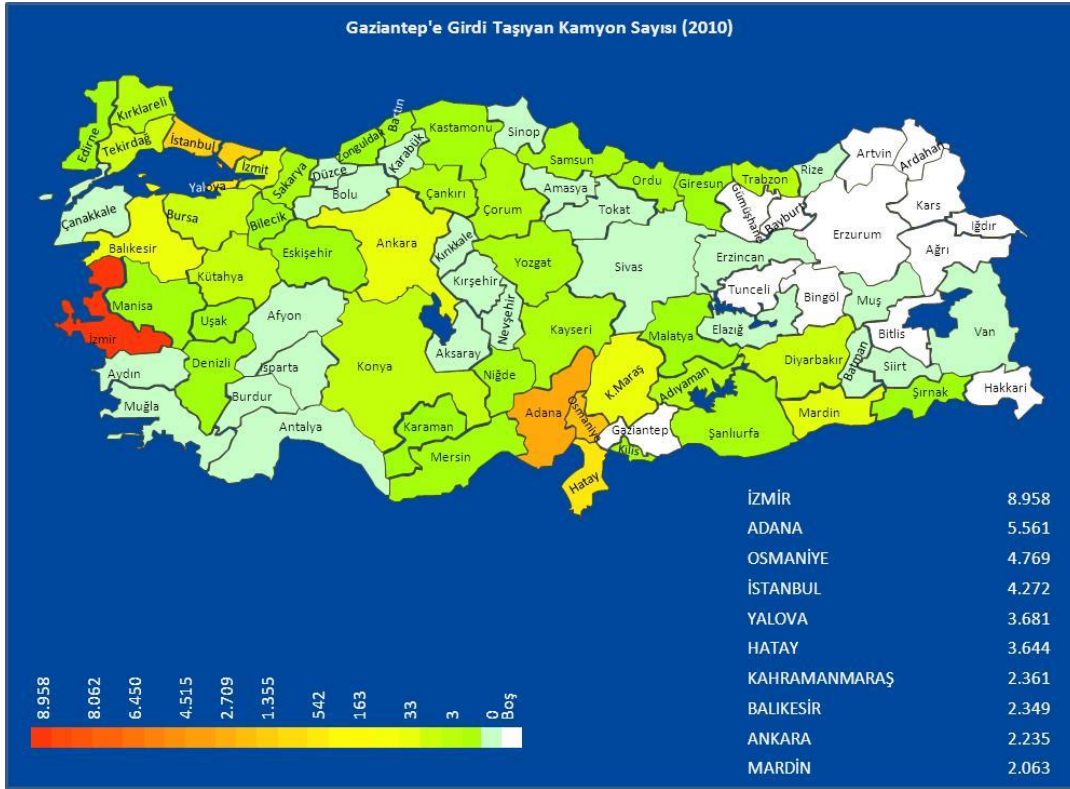 Gaziantep'e Girdi Taşıyan Kamyon Sayısı (2010)
Kırklareli
Edirne
Tekirdağ
İstanbul
İzmit
Yalova
Sakarya
Düzce
Bolu
Zonguldak
Bartın
Karabük
Kastamonu
Sinop
Samsun
Ordu
Giresun
Trabzon
Rize
Artvin
Ardahan
Kars
Iğdır
Ağrı
Erzurum
Bayburt
Gümüşhane
Çanakkale
Balıkesir
Bursa
Bilecik
Eskişehir
Kütahya
Ankara
Çankırı
Çorum
Amasya
Tokat
Sivas
Erzincan
Tunceli
Bingöl
Muş
Bitlis
Van
Kırıkkale
Kırşehir
Yozgat
Nevşehir
Kayseri
Malatya
Elazığ
Diyarbakır
Batman
Siirt
Şırnak
Hakkari
Manisa
İzmir
Uşak
Afyon
Aydın
Denizli
Isparta
Burdur
Muğla
Antalya
Konya
Aksaray
Niğde
Karaman
Mersin
Adana
Osmaniye
K.Maraş
Adıyaman
Gaziantep
Kilis
Şanlıurfa
Mardin
Hatay
İZMİR 8.958
ADANA 5.561
OSMANİYE 4.769
İSTANBUL 4.272
YALOVA 3.681
HATAY 3.644
KAHRAMANMARAŞ 2.361
BALIKESİR 2.349
ANKARA 2.235
MARDİN 2.063
8.958 8.062 6.450 4.515 2.709 1.355 542 163 33 3 0 Boş